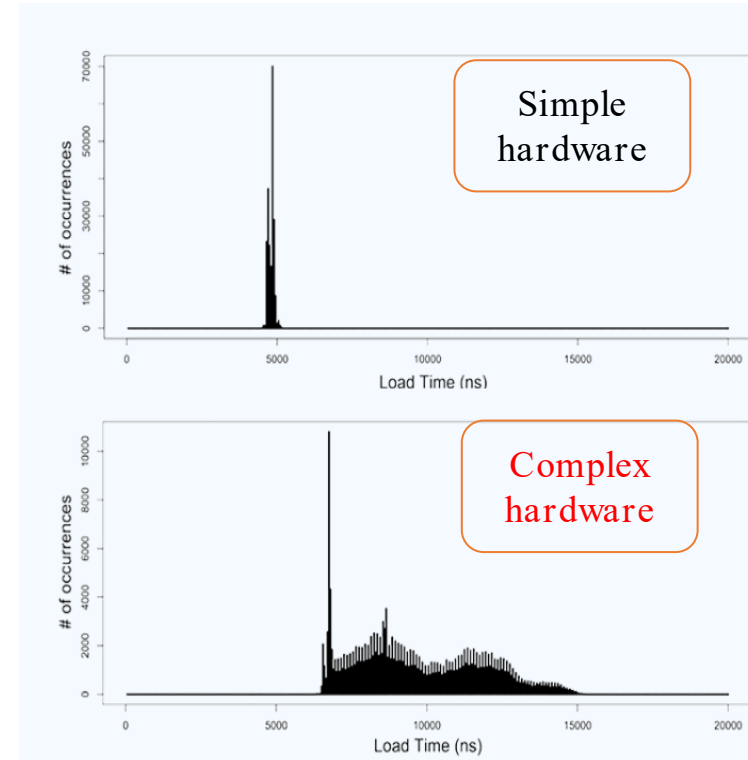 Simple
hardware
# of occurrences
70000
50000
30000
10000
0
0 5000 10000 15000 20000
Load Time (ns)
Complex
hardware
# of occurrences
10000
8000
6000
4000
2000
0
0 5000 10000 15000 20000
Load Time (ns)